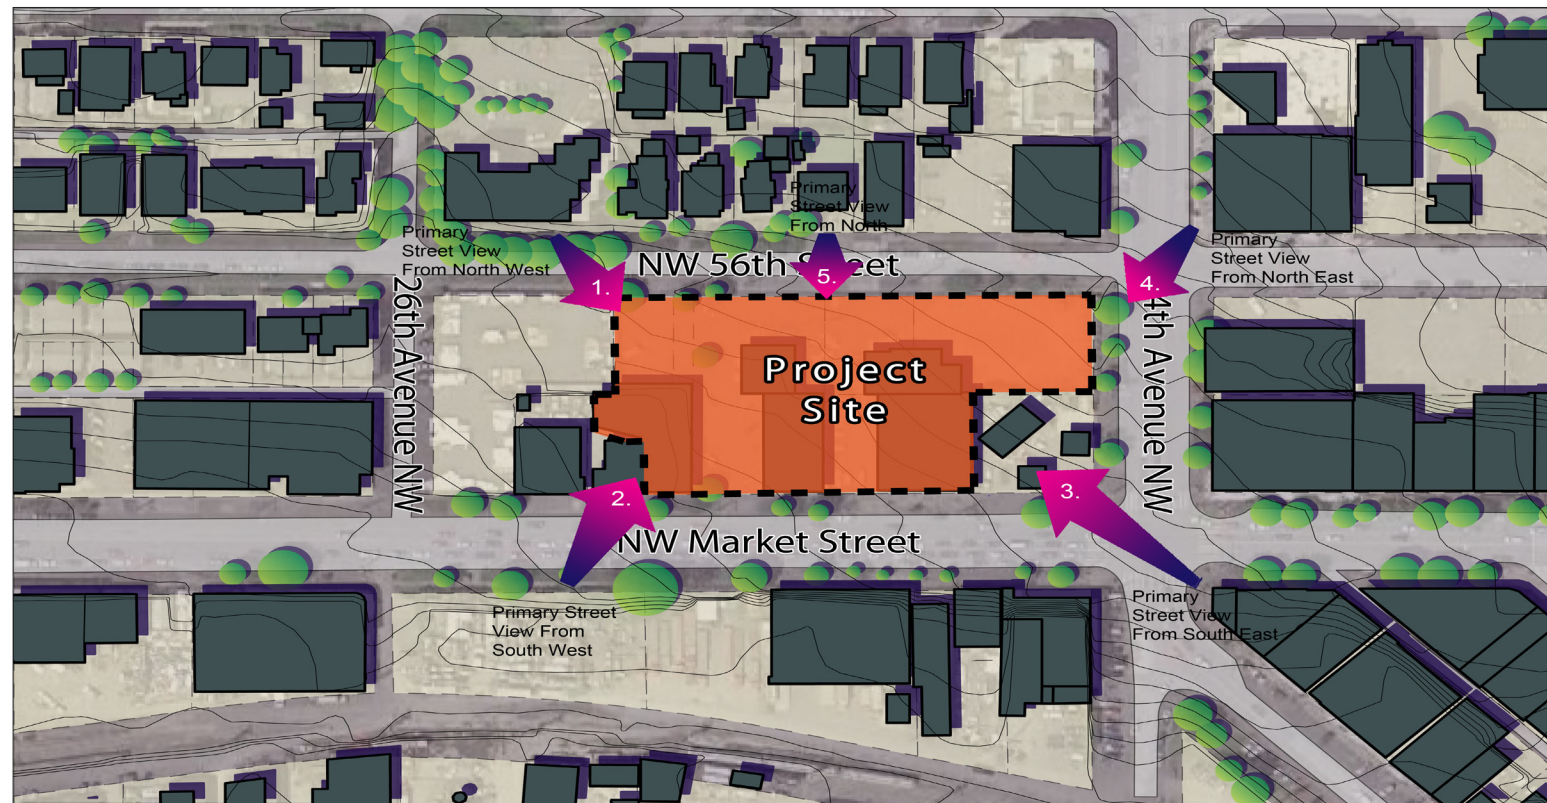 Primary
Street View
From North
Primary
Street View
From North West
Primary
Street View
From North East
NW 56th Street
1.
5.
4.
26th Avenue NW
4th Avenue NW
Project
Site
2.
3.
NW Market Street
Primary Street
View From
South West
Primary
Street View
From South East